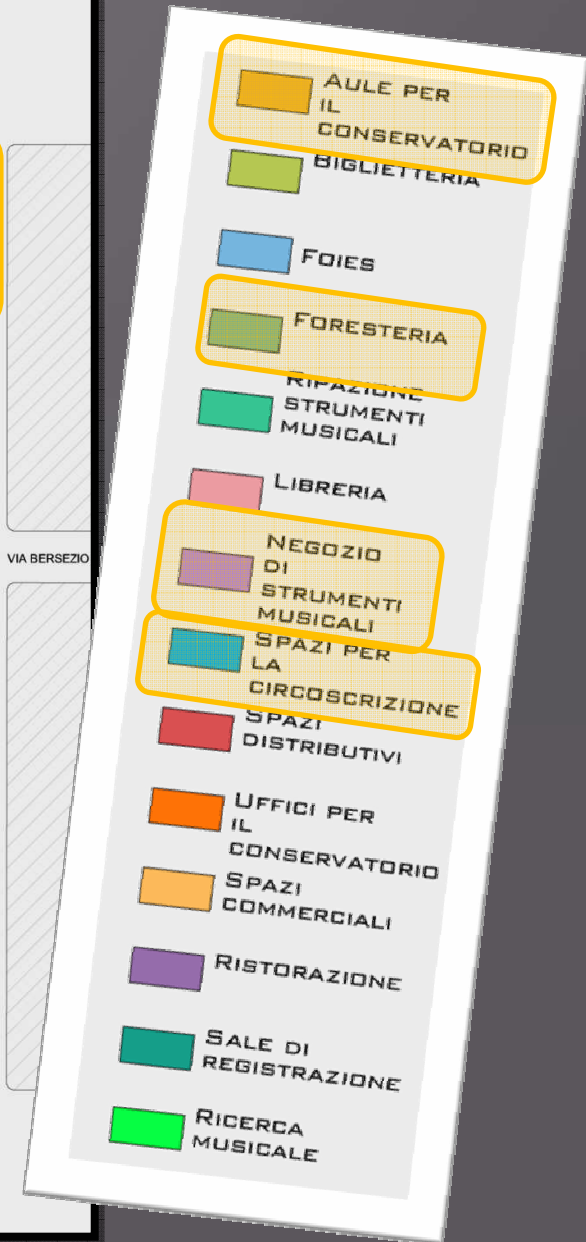 AULE PER
IL
CONSERVATORIO
BIGLIETTERIA
FOIES
FORESTERIA
RIPAZIONE
STRUMENTI
MUSICALI
LIBRERIA
NEGOZIO
DI
STRUMENTI
MUSICALI
SPAZI PER
LA
CIRCOSCRIZIONE
SPAZI
DISTRIBUTIVI
UFFICI PER
IL
CONSERVATORIO
SPAZI
COMMERCIALI
RISTORAZIONE
SALE DI
REGISTRAZIONE
RICERCA
MUSICALE
VIA BERSEZIO